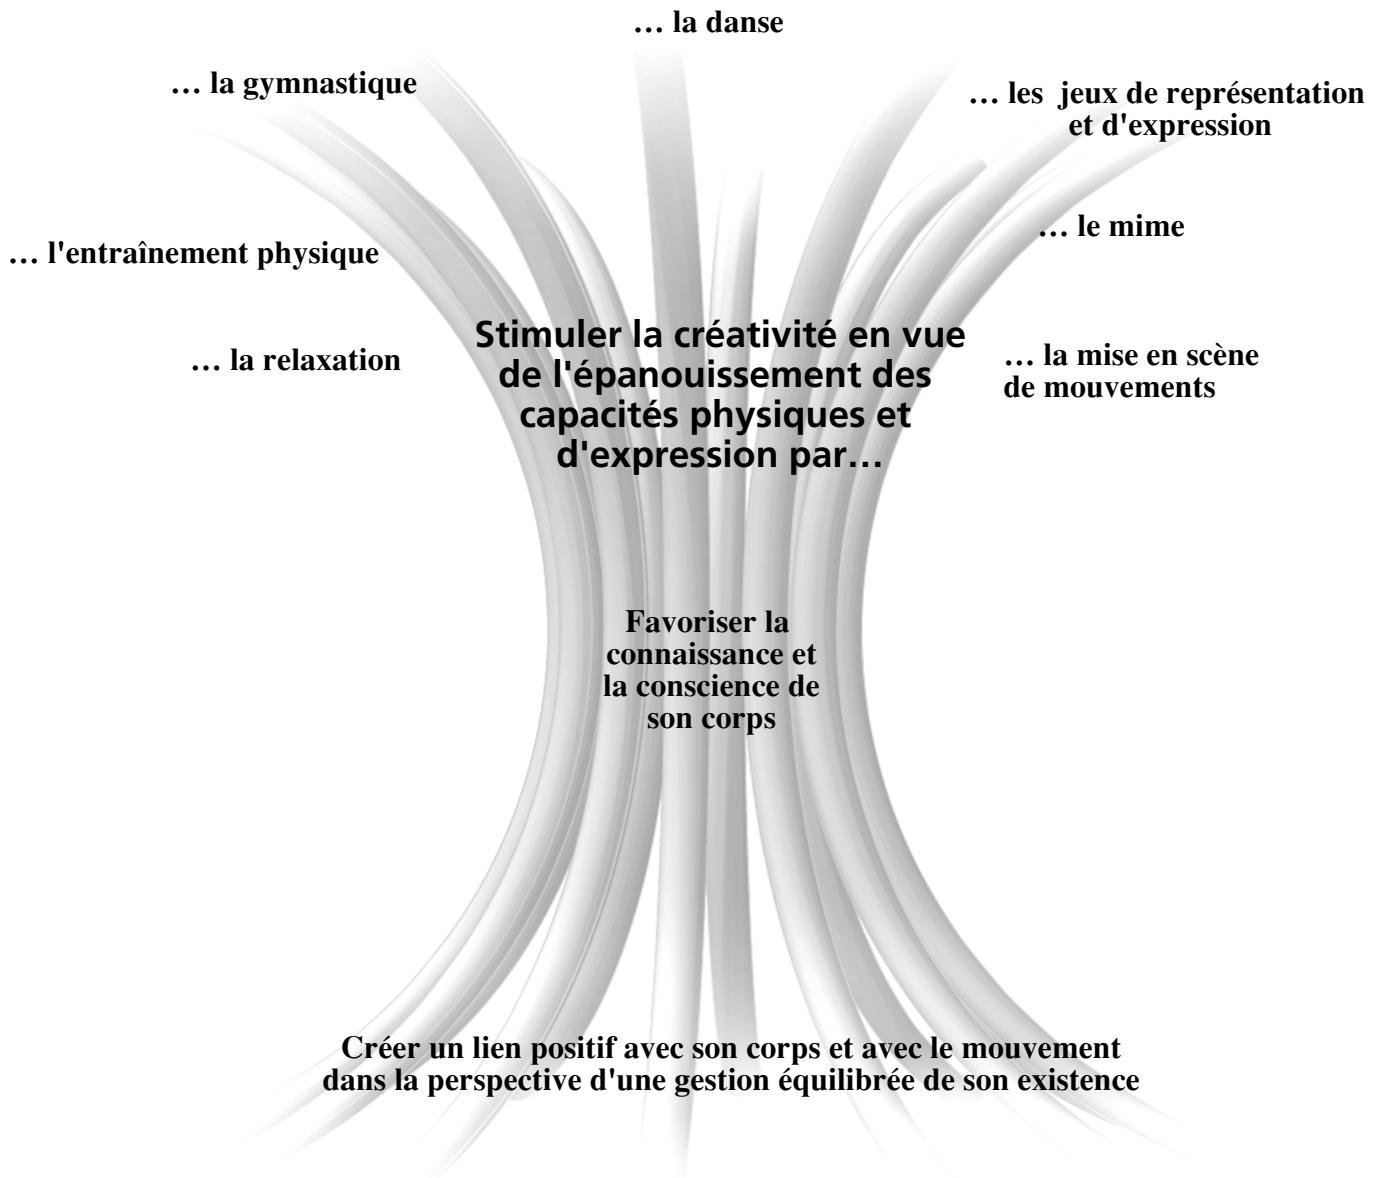 … la danse
… la gymnastique
… les  jeux de représentation
et d'expression
… le mime
… l'entraînement physique
Stimuler la créativité en vue
de l'épanouissement des
capacités physiques et
d'expression par…
… la relaxation
… la mise en scène
de mouvements
Favoriser la
connaissance et
la conscience de
son corps
Créer un lien positif avec son corps et avec le mouvement
dans la perspective d'une gestion équilibrée de son existence